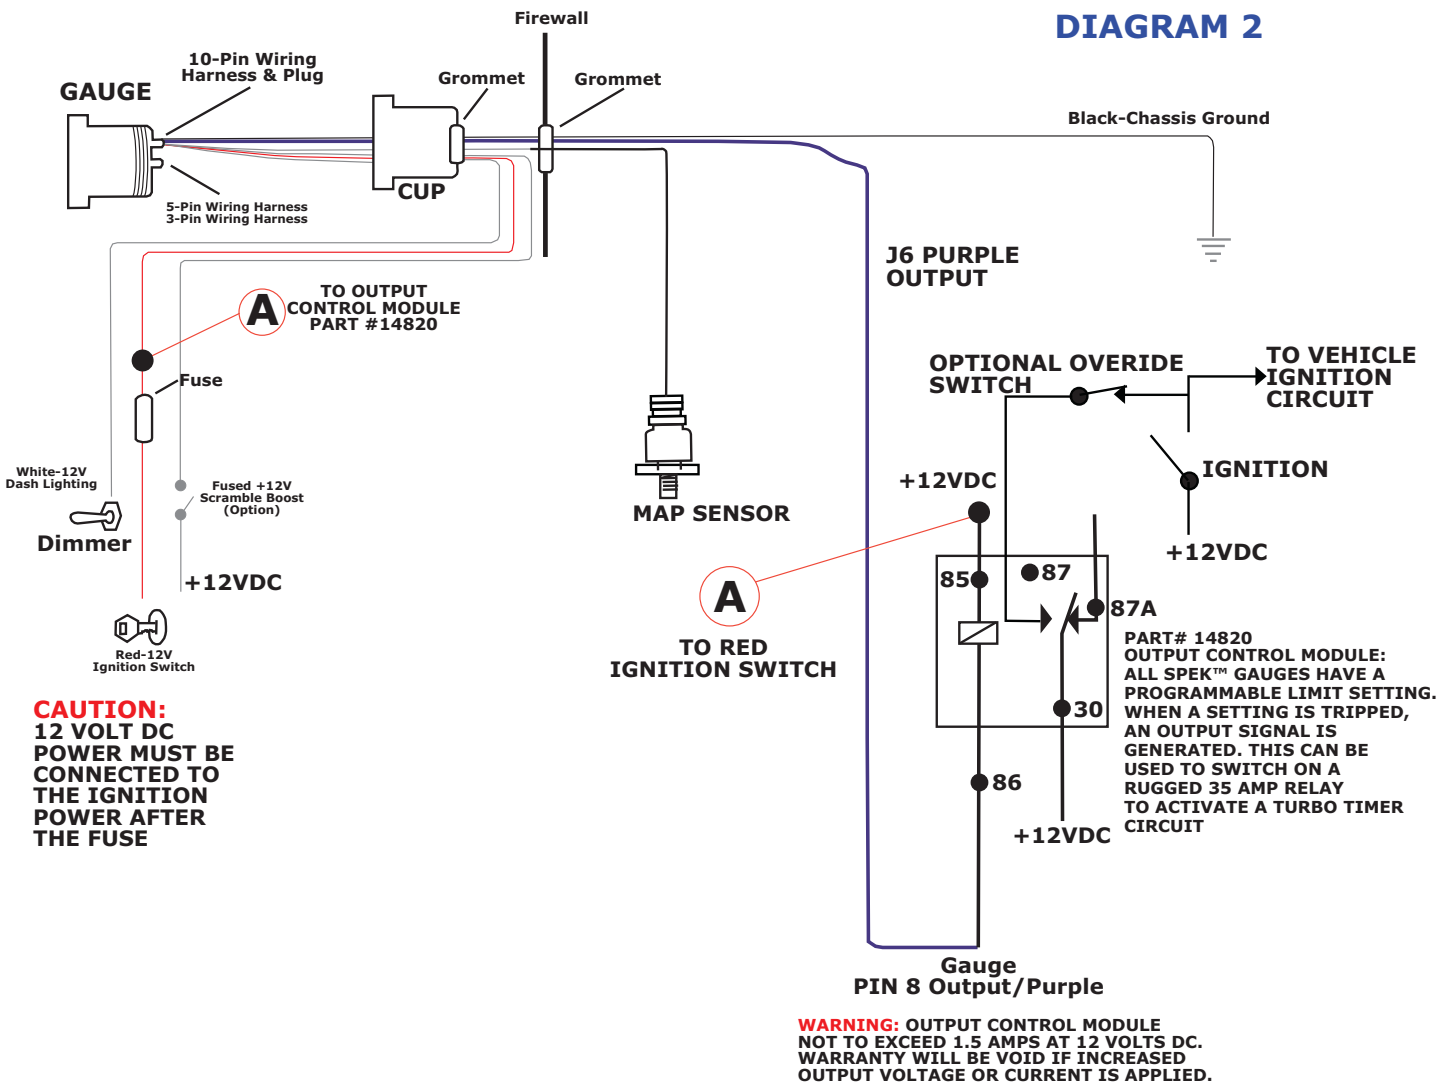 Firewall
DIAGRAM 2
10-Pin Wiring
Harness & Plug
Grommet
Grommet
GAUGE
Black-Chassis Ground
CUP
5-Pin Wiring Harness
3-Pin Wiring Harness
J6 PURPLE
OUTPUT
A
TO OUTPUT
CONTROL MODULE
PART #14820
Fuse
OPTIONAL OVERIDE
SWITCH
TO VEHICLE
IGNITION
CIRCUIT
White-12V
Dash Lighting
Fused +12V
Scramble Boost
(Option)
Dimmer
+12VDC
MAP SENSOR
+12VDC
IGNITION
+12VDC
Red-12V
Ignition Switch
A
TO RED
IGNITION SWITCH
85
87
87A
30
86
+12VDC
PART# 14820
OUTPUT CONTROL MODULE:
ALL SPEK™ GAUGES HAVE A
PROGRAMMABLE LIMIT SETTING.
WHEN A SETTING IS TRIPPED,
AN OUTPUT SIGNAL IS
GENERATED. THIS CAN BE
USED TO SWITCH ON A
RUGGED 35 AMP RELAY
TO ACTIVATE A TURBO TIMER
CIRCUIT
CAUTION:
12 VOLT DC
POWER MUST BE
CONNECTED TO
THE IGNITION
POWER AFTER
THE FUSE
Gauge
PIN 8 Output/Purple
WARNING: OUTPUT CONTROL MODULE
NOT TO EXCEED 1.5 AMPS AT 12 VOLTS DC.
WARRANTY WILL BE VOID IF INCREASED
OUTPUT VOLTAGE OR CURRENT IS APPLIED.